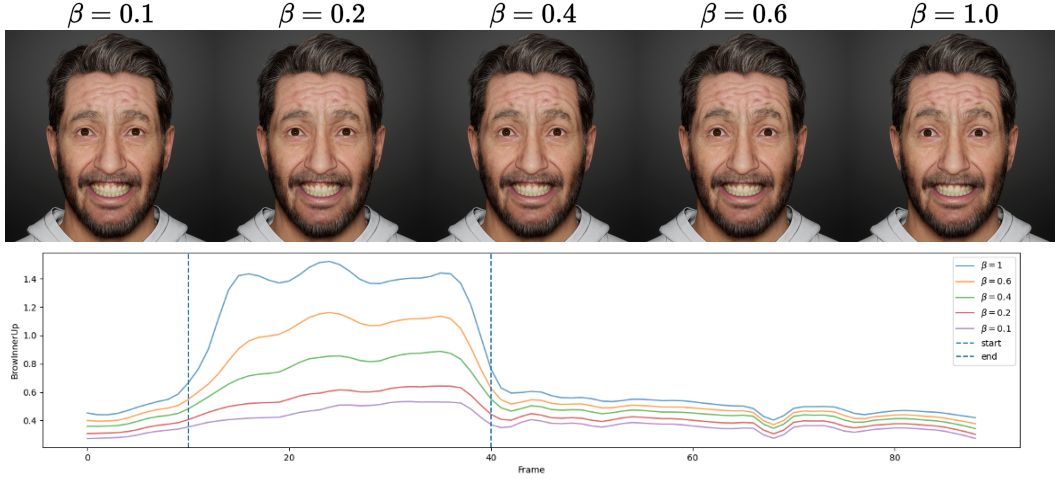 β = 0.1
β = 0.2
β = 0.4
β = 0.6
β = 1.0
BrowInnerUp
1.4
1.2
1.0
0.8
0.6
0.4
β = 1
β = 0.6
β = 0.4
β = 0.2
β = 0.1
start
end
0
20
40
60
80
Frame